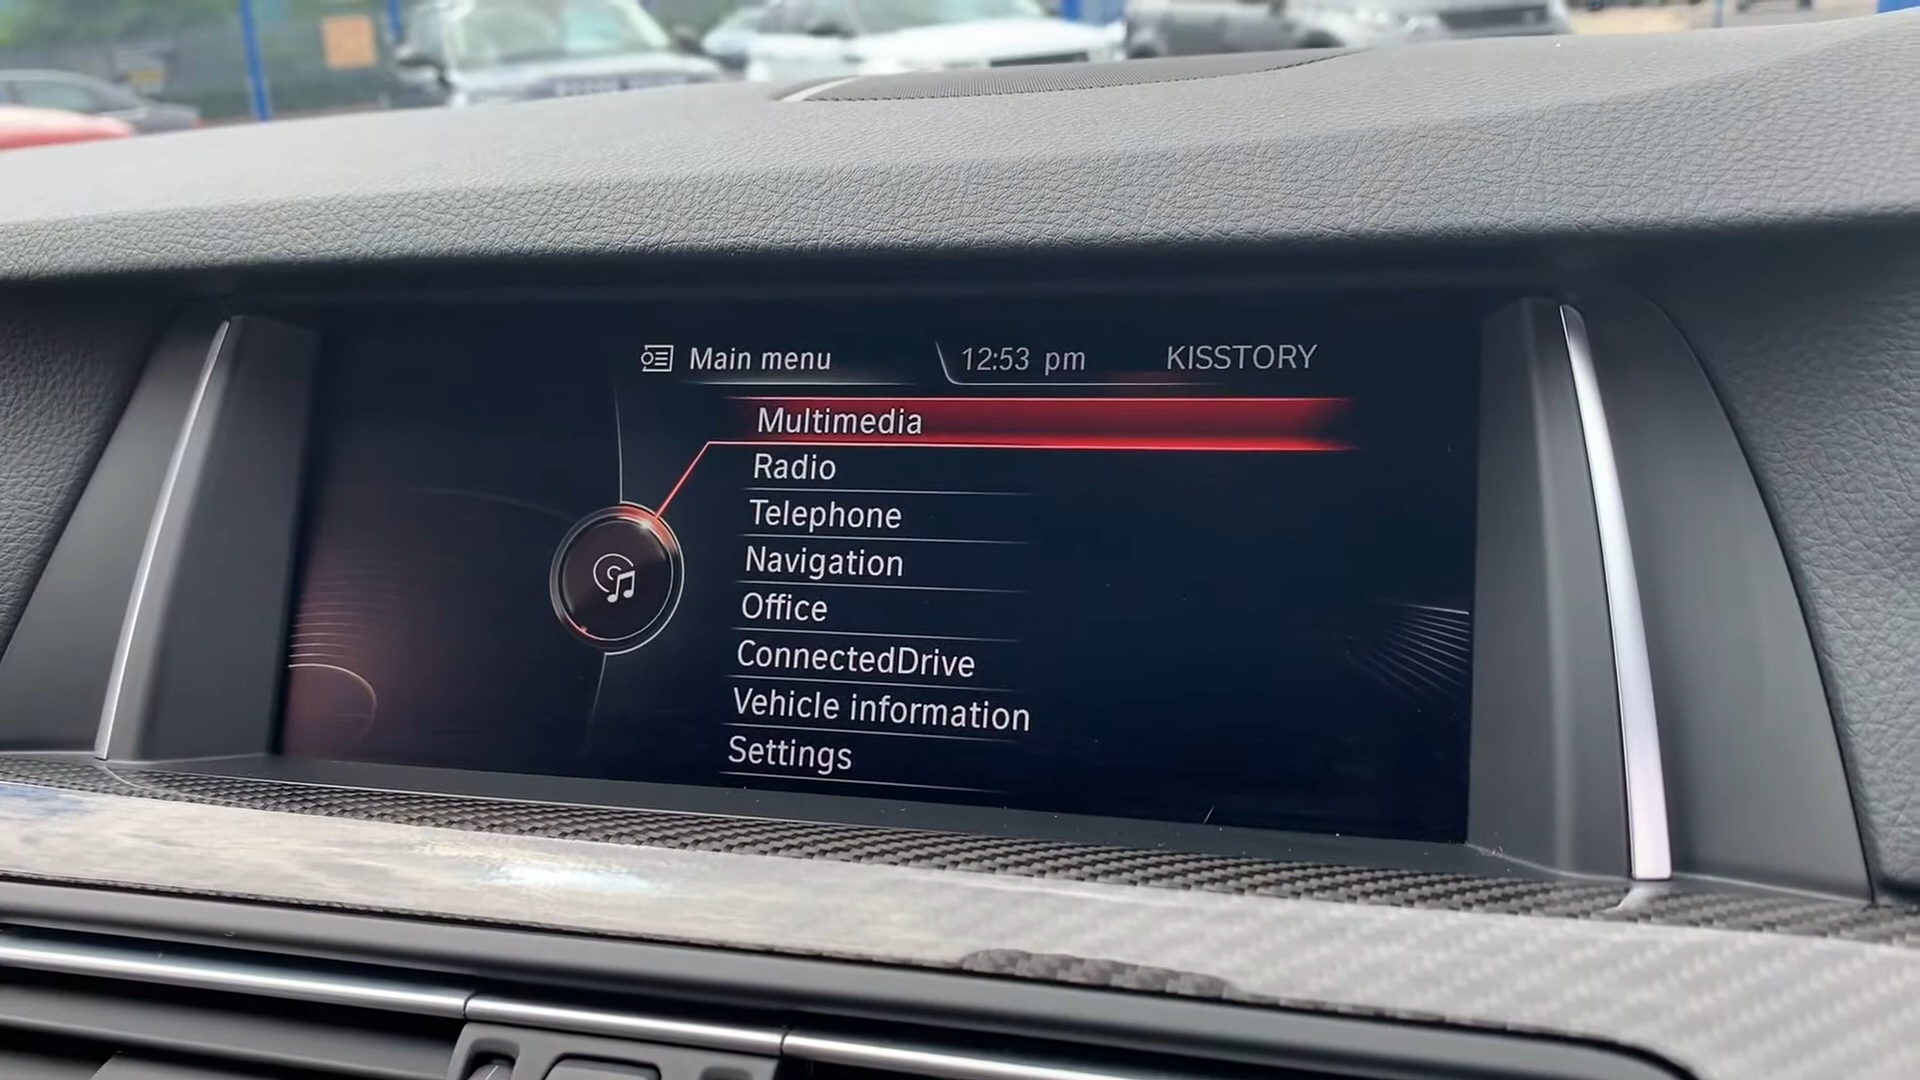 Main menu
12:53 pm
KISSTORY
Multimedia
Radio
Telephone
Navigation
Office
ConnectedDrive
Vehicle information
Settings